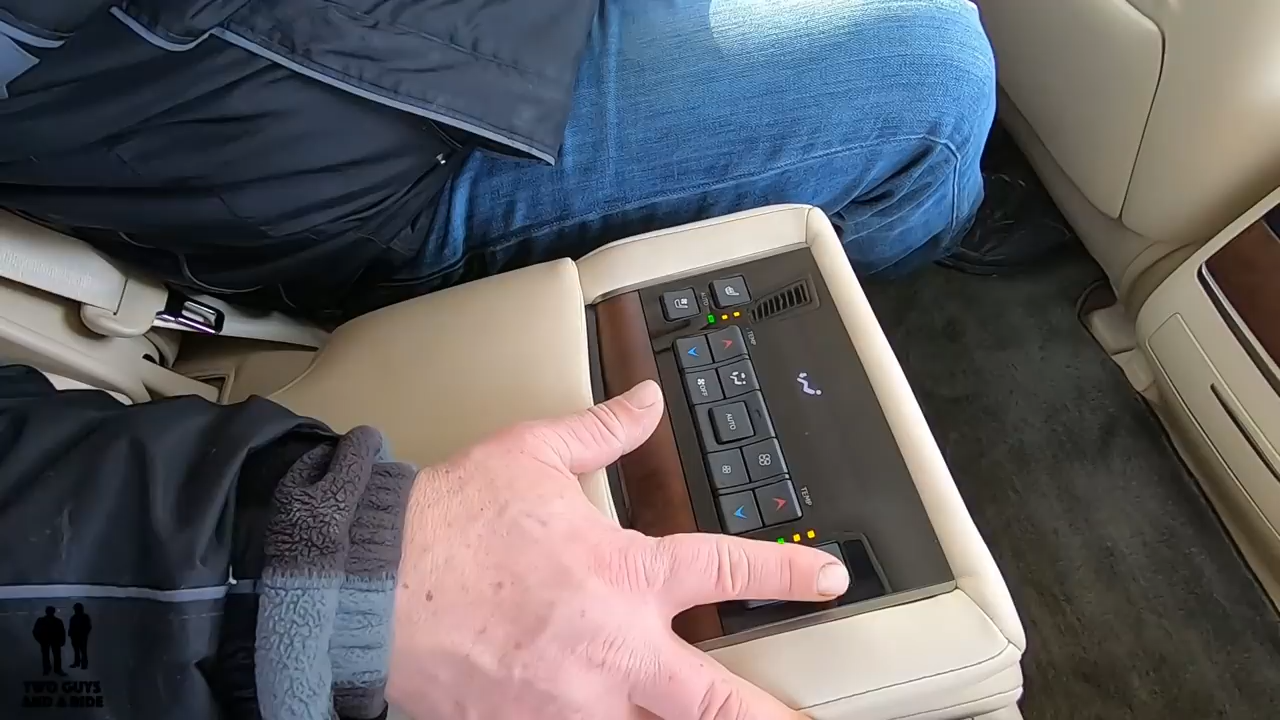 AUTO
TEMP
OFF
AUTO
TEMP
TWO GUYS
AND A RIDE